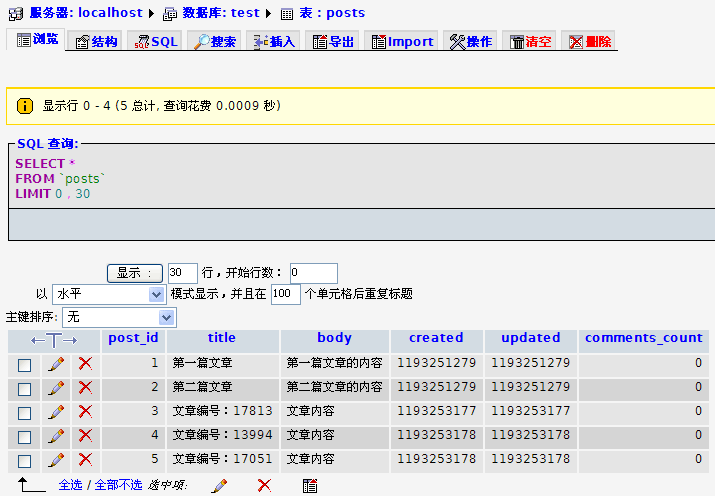 服务器: localhost 数据库: test 表 : posts
浏览 结构 SQL 搜索 插入 导出 Import 操作 清空 删除
显示行 0 - 4 (5 总计, 查询花费 0.0009 秒)
SQL 查询:
SELECT *
FROM `posts`
LIMIT 0 , 30
显示 : 30 行，开始行数: 0
以 水平 模式显示，并且在 100 个单元格后重复标题
主键排序: 无
←T→ post_id title body created updated comments_count
1 第一篇文章 第一篇文章的内容 1193251279 1193251279 0
2 第二篇文章 第二篇文章的内容 1193251279 1193251279 0
3 文章编号：17813 文章内容 1193253177 1193253177 0
4 文章编号：13994 文章内容 1193253178 1193253178 0
5 文章编号：17051 文章内容 1193253178 1193253178 0
全选 / 全部不选 选中项: